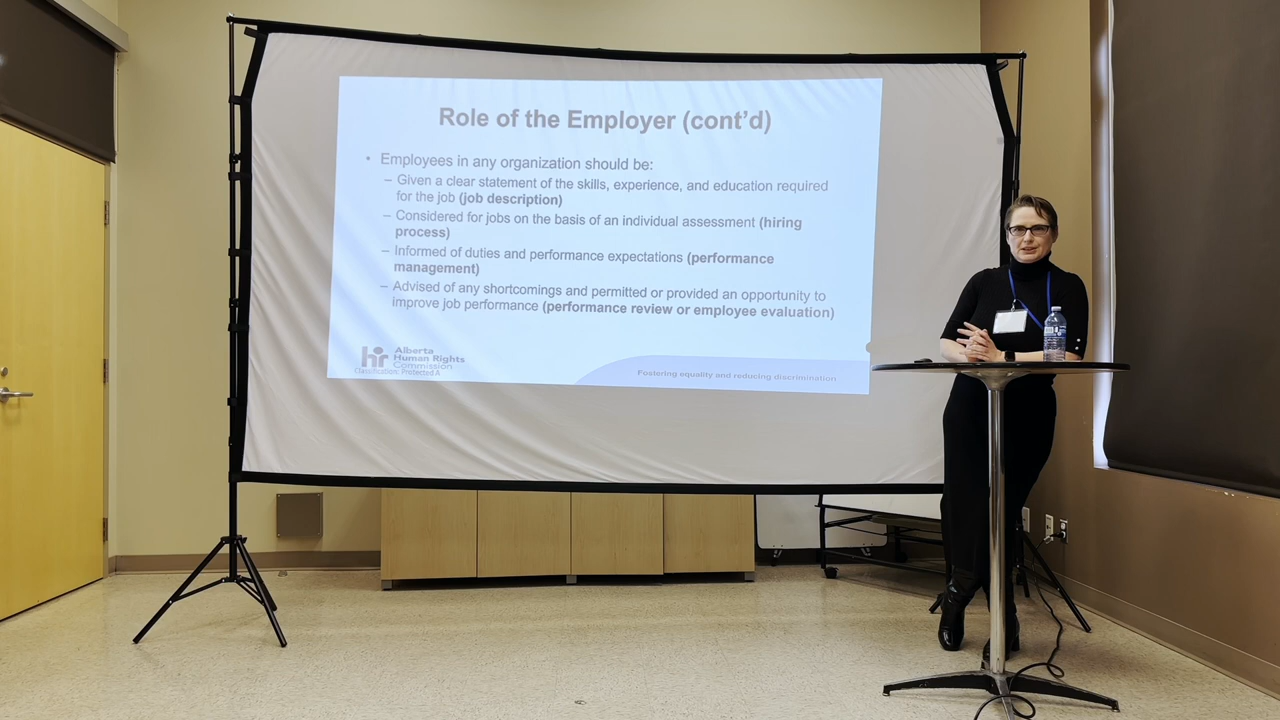 Role of the Employer (cont’d)
• Employees in any organization should be:
– Given a clear statement of the skills, experience, and education required
for the job (job description)
– Considered for jobs on the basis of an individual assessment (hiring
process)
– Informed of duties and performance expectations (performance
management)
– Advised of any shortcomings and permitted or provided an opportunity to
improve job performance (performance review or employee evaluation)
hr
Alberta
Human Rights
Commission
Classification: Protected A
Fostering equality and reducing discrimination